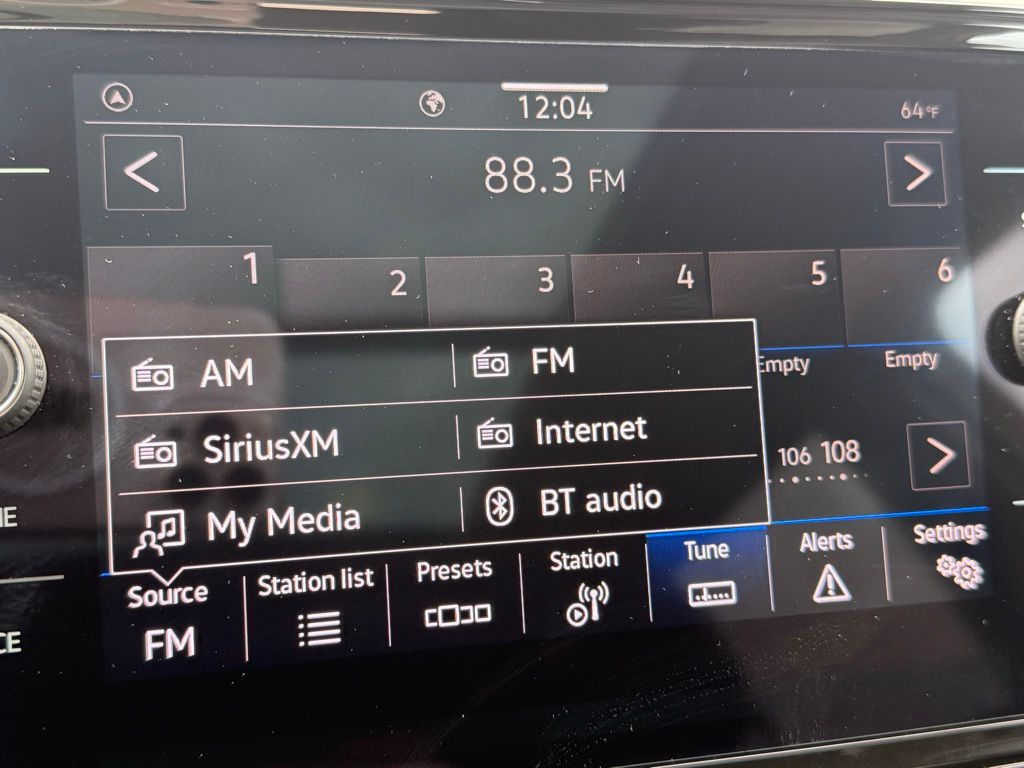 12:04
64°F
<
88.3 FM
>
1 2 3 4 5 6
AM FM
Empty Empty
SiriusXM Internet
106 108
>
My Media BT audio
Source Station list Presets Station Tune Alerts Settings
FM